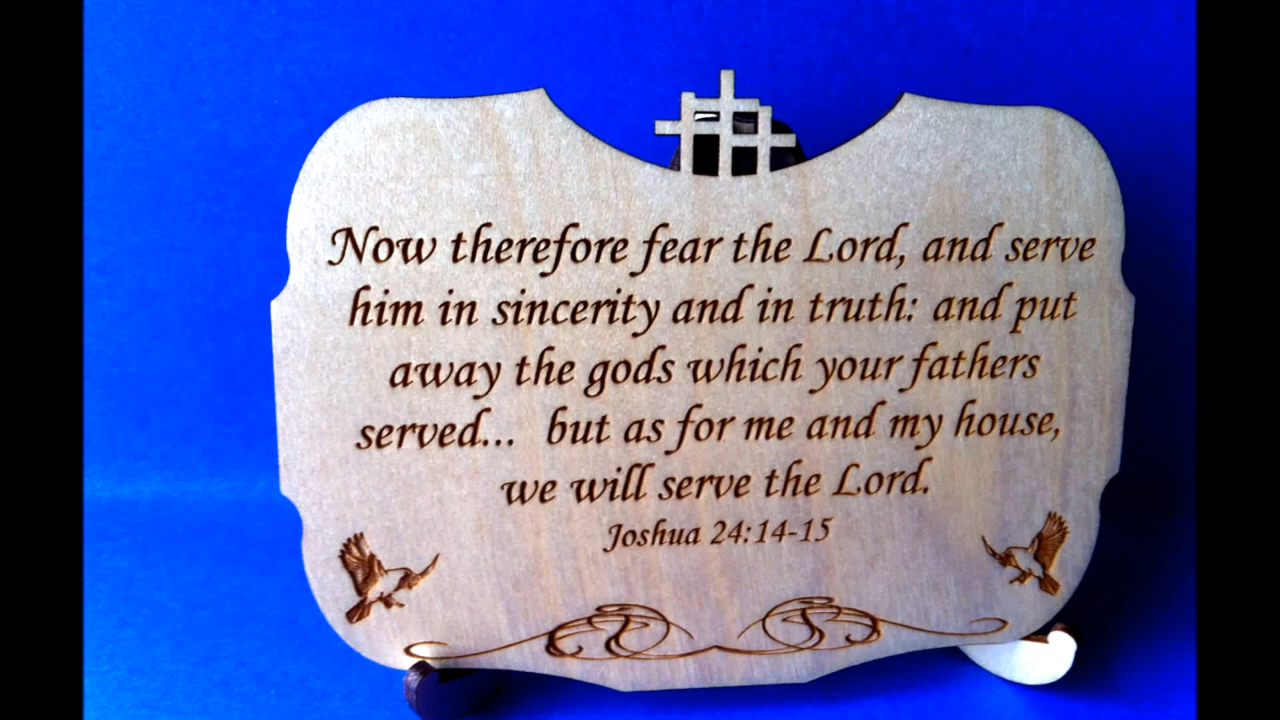 Now therefore fear the Lord, and serve
him in sincerity and in truth: and put
away the gods which your fathers
served... but as for me and my house,
we will serve the Lord.
Joshua 24:14-15